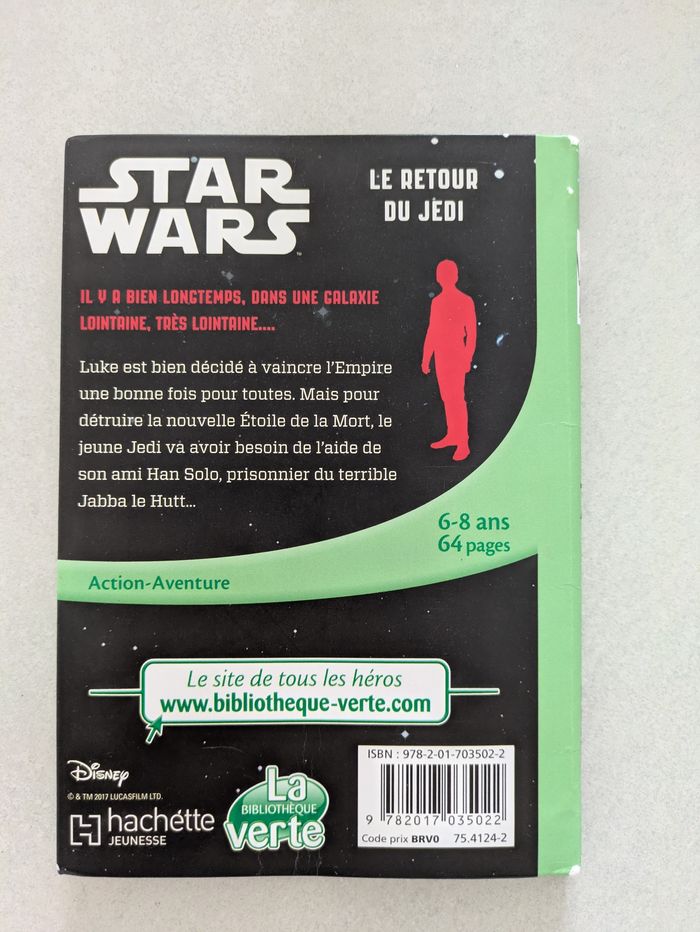 STAR
WARS
™
LE RETOUR
DU JEDI
IL Y A BIEN LONGTEMPS, DANS UNE GALAXIE
LOINTAINE, TRÈS LOINTAINE....
Luke est bien décidé à vaincre l'Empire
une bonne fois pour toutes. Mais pour
détruire la nouvelle Étoile de la Mort, le
jeune Jedi va avoir besoin de l'aide de
son ami Han Solo, prisonnier du terrible
Jabba le Hutt...
6-8 ans
64 pages
Action-Aventure
Le site de tous les héros
www.bibliotheque-verte.com
Disney
© & TM 2017 LUCASFILM LTD.
hachette
JEUNESSE
La
BIBLIOTHÈQUE
verte
ISBN : 978-2-01-703502-2
9 782017 035022
Code prix BRV0 75.4124-2